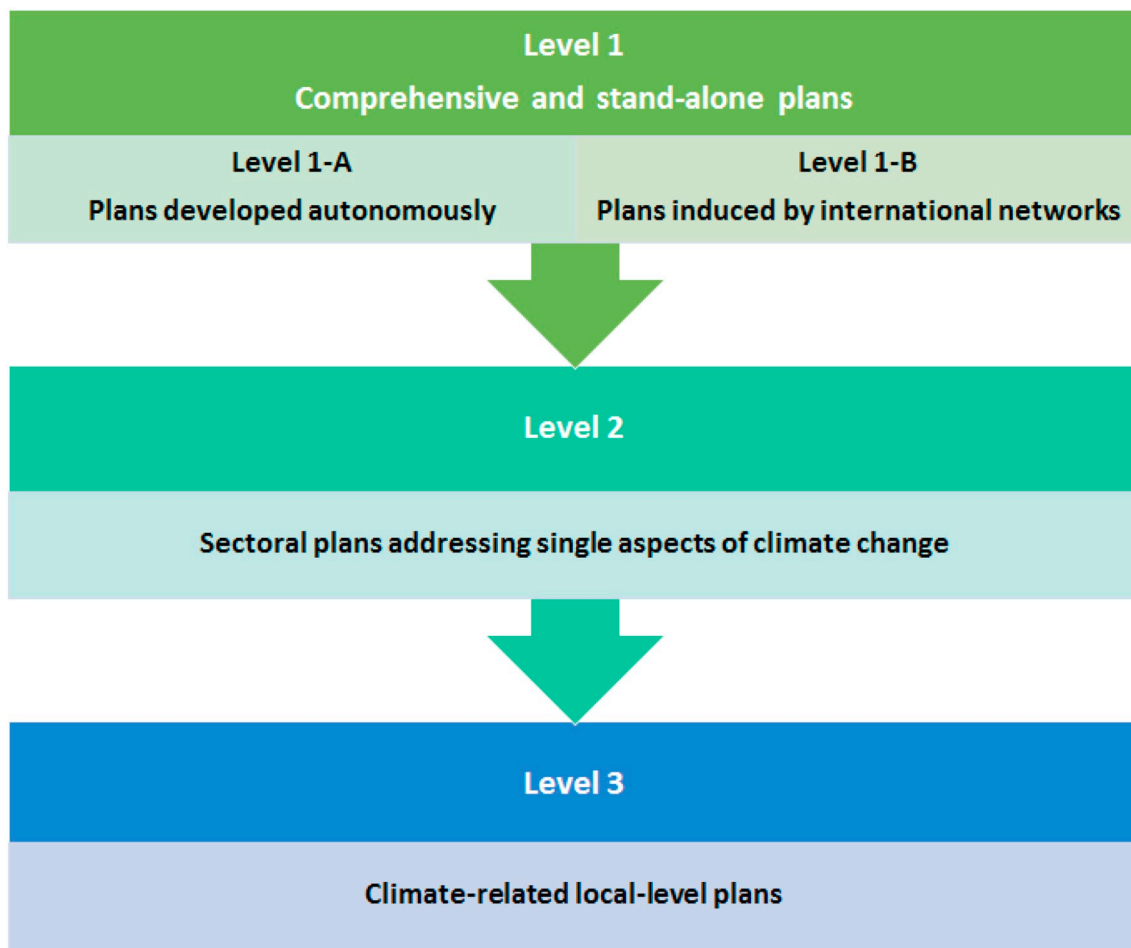 Level 1
Comprehensive and stand-alone plans
Level 1-A
Plans developed autonomously
Level 1-B
Plans induced by international networks
Level 2
Sectoral plans addressing single aspects of climate change
Level 3
Climate-related local-level plans